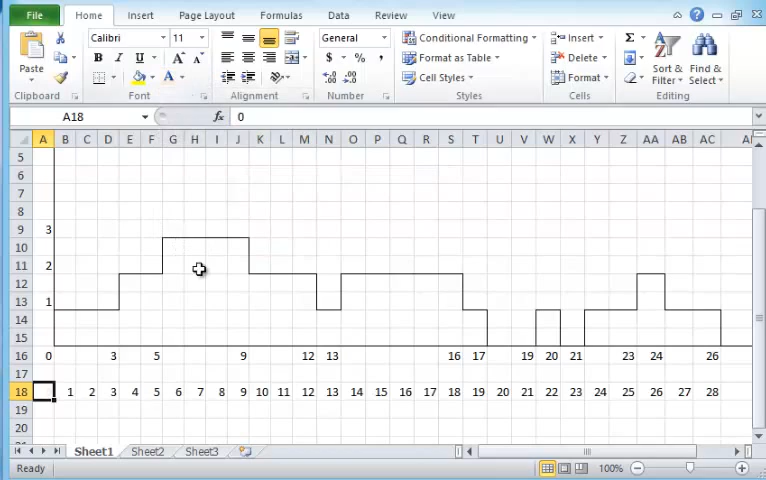 File Home Insert Page Layout Formulas Data Review View
Calibri 11 General Conditional Formatting Insert Σ
Paste B I U A A $ % , Format as Table Delete Sort & Find &
A .00 Cell Styles Format Filter Select
Clipboard Font Alignment Number Styles Cells Editing
A18 fx 0
A B C D E F G H I J K L M N O P Q R S T U V W X Y Z AA AB AC
5
6
7
8
9 3
10
11 2
12
13 1
14
15
16 0 3 5 9 12 13 16 17 19 20 21 23 24 26
17
18 1 2 3 4 5 6 7 8 9 10 11 12 13 14 15 16 17 18 19 20 21 22 23 24 25 26 27 28
19
20
Sheet1 Sheet2 Sheet3
Ready 100%